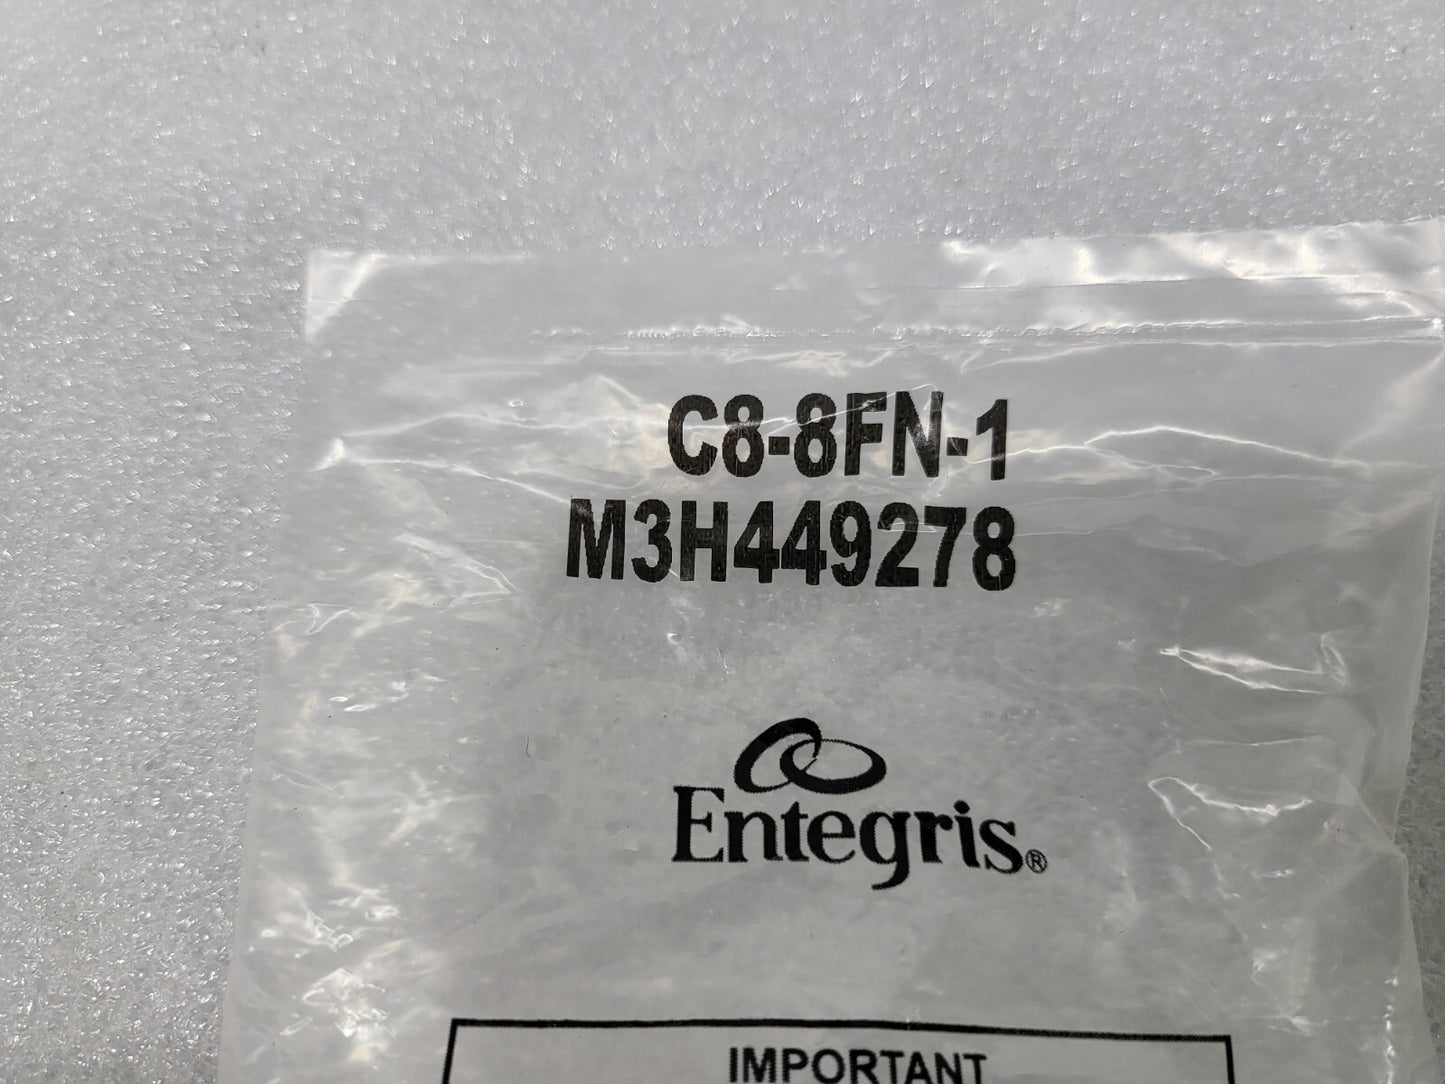 C8-8FN-1
M3H449278
Entegris®
IMPORTANT